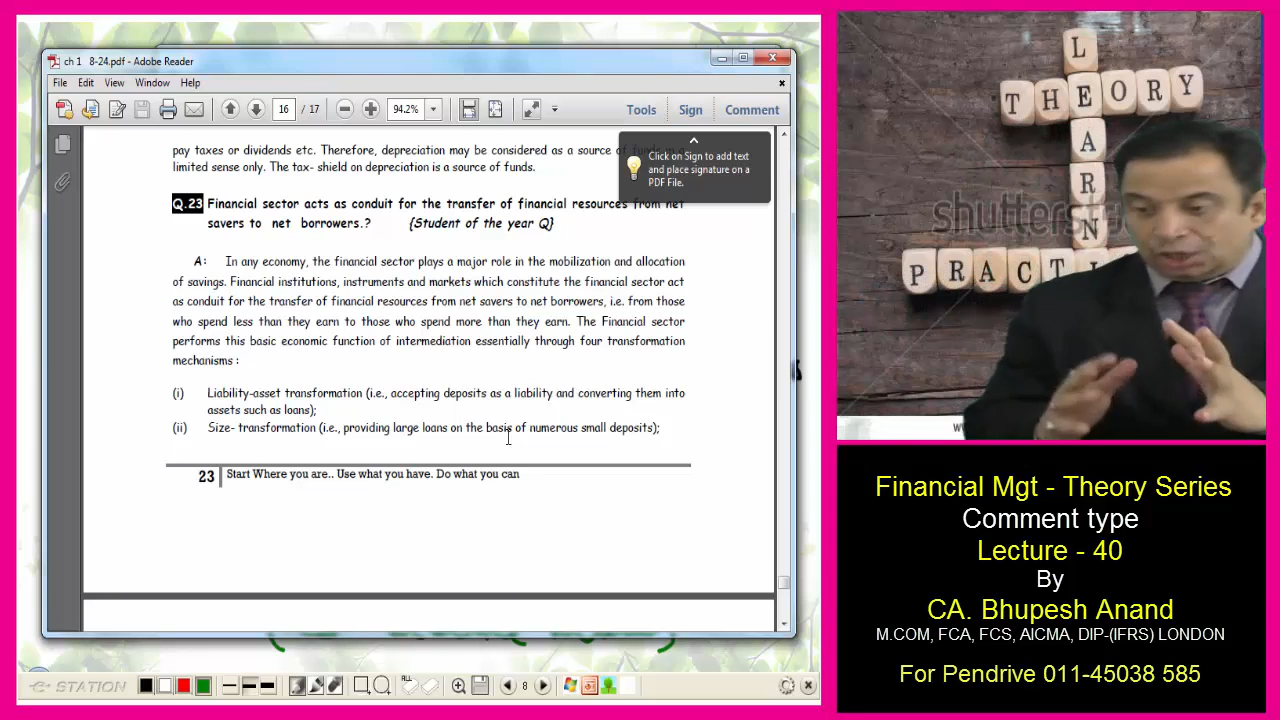 ch 1 8-24.pdf - Adobe Reader
File Edit View Window Help
16 / 17 94.2% Tools Sign Comment
pay taxes or dividends etc. Therefore, depreciation may be considered as a source of funds in a
limited sense only. The tax- shield on depreciation is a source of funds.
Click on Sign to add text
and place signature on a
PDF File.
Q.23 Financial sector acts as conduit for the transfer of financial resources from net
savers to net borrowers.? {Student of the year Q}
A: In any economy, the financial sector plays a major role in the mobilization and allocation
of savings. Financial institutions, instruments and markets which constitute the financial sector act
as conduit for the transfer of financial resources from net savers to net borrowers, i.e. from those
who spend less than they earn to those who spend more than they earn. The Financial sector
performs this basic economic function of intermediation essentially through four transformation
mechanisms :
(i) Liability-asset transformation (i.e., accepting deposits as a liability and converting them into
assets such as loans);
(ii) Size- transformation (i.e., providing large loans on the basis of numerous small deposits);
23 Start Where you are.. Use what you have. Do what you can
STATION
ALL
8
THEORY
LEARN
PRACTI
shutterst
Financial Mgt - Theory Series
Comment type
Lecture - 40
By
CA. Bhupesh Anand
M.COM, FCA, FCS, AICMA, DIP-(IFRS) LONDON
For Pendrive 011-45038 585